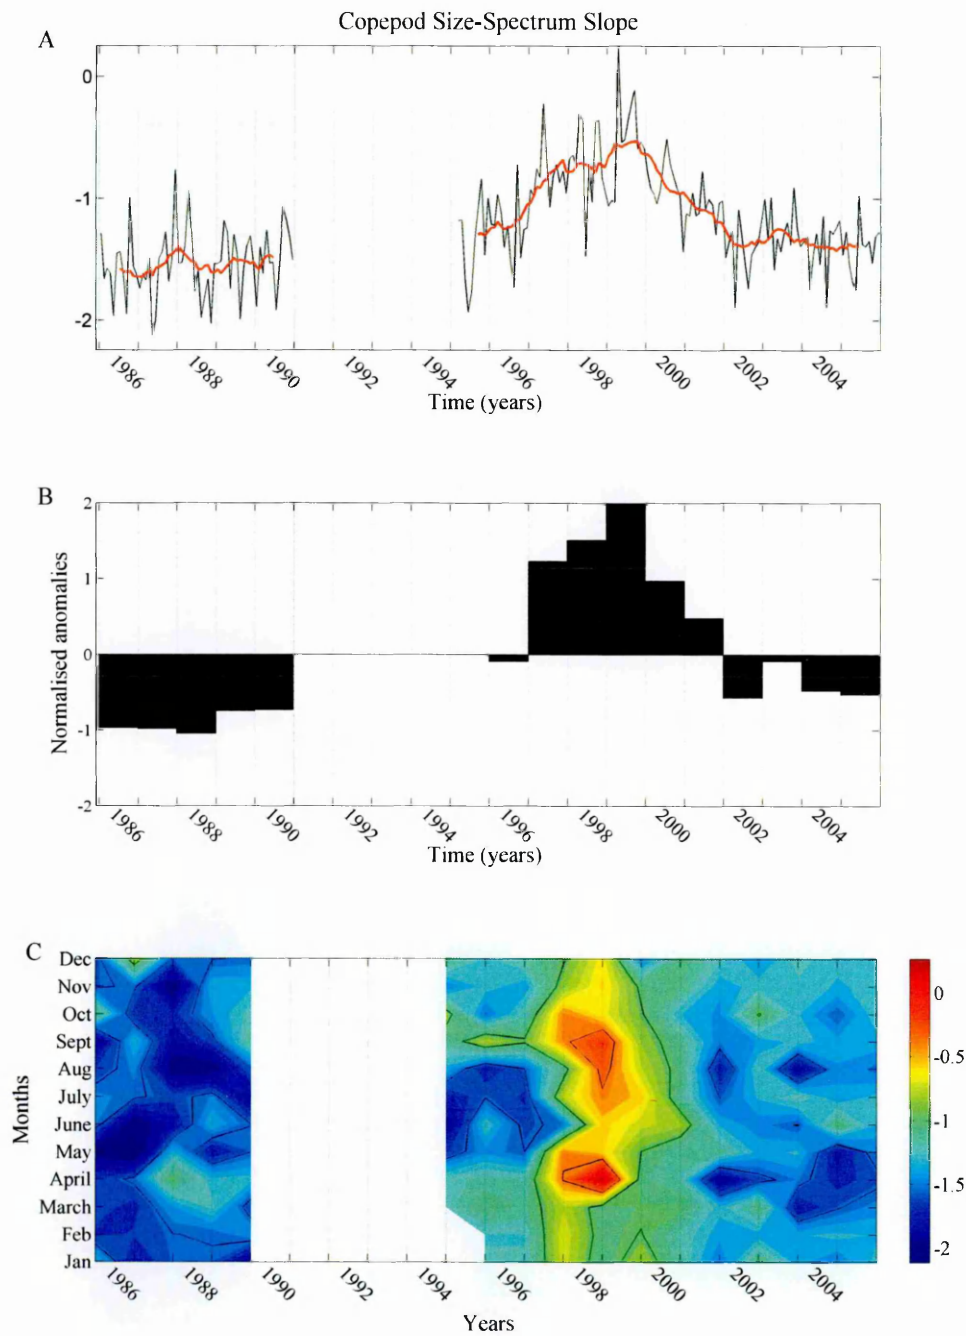 Copepod Size-Spectrum Slope
A
0
-1
-2
1986 1988 1990 1992 1994 1996 1998 2000 2002 2004
Time (years)
B
Normalised anomalies
2
1
0
-1
-2
1986 1988 1990 1992 1994 1996 1998 2000 2002 2004
Time (years)
C
Months
Dec
Nov
Oct
Sept
Aug
July
June
May
April
March
Feb
Jan
1986 1988 1990 1992 1994 1996 1998 2000 2002 2004
Years
0
-0.5
-1
-1.5
-2